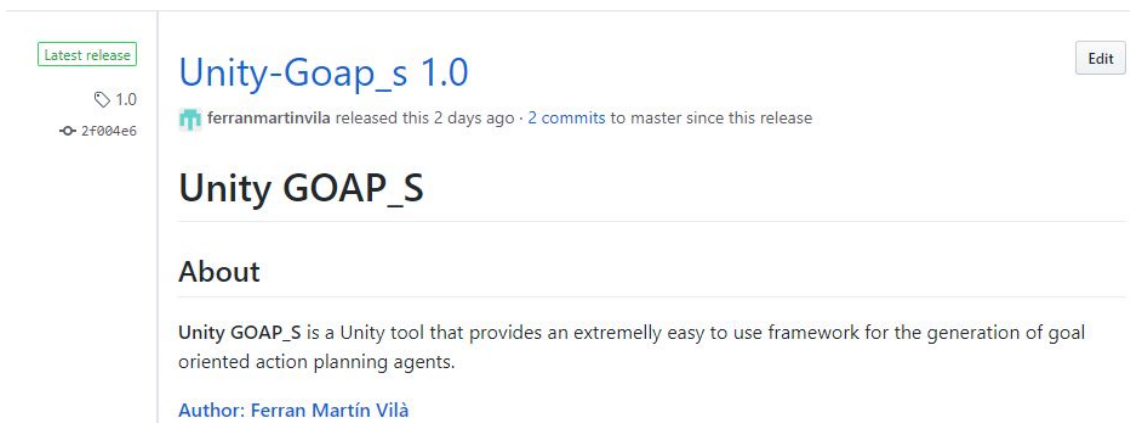 Latest release
1.0
2f004e6
Unity-Goap_s 1.0
Edit
ferranmartinvila released this 2 days ago · 2 commits to master since this release
Unity GOAP_S
About
Unity GOAP_S is a Unity tool that provides an extremelly easy to use framework for the generation of goal
oriented action planning agents.
Author: Ferran Martín Vilà